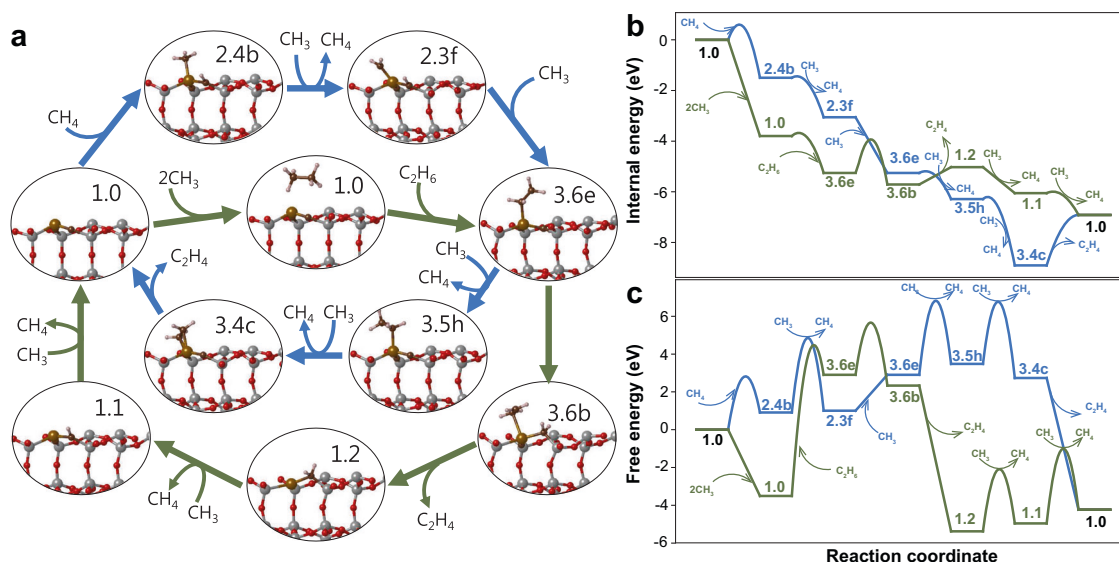 a
2.4b
CH₃
CH₄
2.3f
CH₃
CH₄
1.0
2CH₃
1.0
C₂H₆
3.6e
C₂H₄
CH₃
CH₄
3.4c
CH₄
CH₃
3.5h
CH₄
CH₃
1.1
1.2
3.6b
CH₄
CH₃
C₂H₄
b
Internal energy (eV)
0
-2
-4
-6
-8
CH₄
1.0
2.4b
CH₃
CH₄
2CH₃
1.0
2.3f
CH₃
C₂H₄
C₂H₆
3.6e
3.6e
3.6b
CH₃
1.2
CH₃
CH₄
3.5h
CH₄
1.1
CH₃
CH₄
1.0
CH₃
CH₄
3.4c
C₂H₄
c
Free energy (eV)
6
4
2
0
-2
-4
-6
CH₄
CH₃
CH₄
CH₄
CH₃
CH₄
3.6e
3.6e
3.5h
3.4c
CH₄
2.4b
2.3f
CH₃
3.6b
C₂H₄
1.0
C₂H₄
CH₃
CH₄
CH₃
CH₄
2CH₃
1.0
C₂H₆
1.2
1.1
1.0
Reaction coordinate